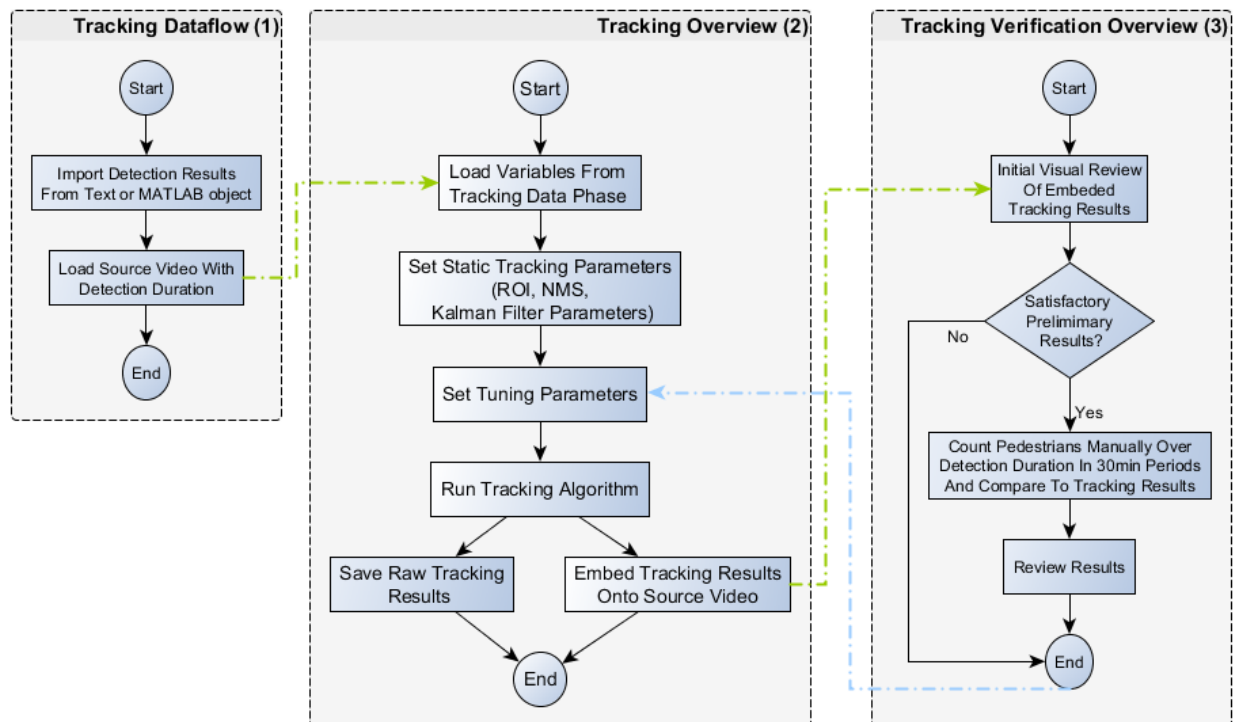 Tracking Dataflow (1)
Start
Import Detection Results
From Text or MATLAB object
Load Source Video With
Detection Duration
End
Tracking Overview (2)
Start
Load Variables From
Tracking Data Phase
Set Static Tracking Parameters
(ROI, NMS,
Kalman Filter Parameters)
Set Tuning Parameters
Run Tracking Algorithm
Save Raw Tracking
Results
Embed Tracking Results
Onto Source Video
End
Tracking Verification Overview (3)
Start
Initial Visual Review
Of Embeded
Tracking Results
Satisfactory
Prelimimary
Results?
No
Yes
Count Pedestrians Manually Over
Detection Duration In 30min Periods
And Compare To Tracking Results
Review Results
End